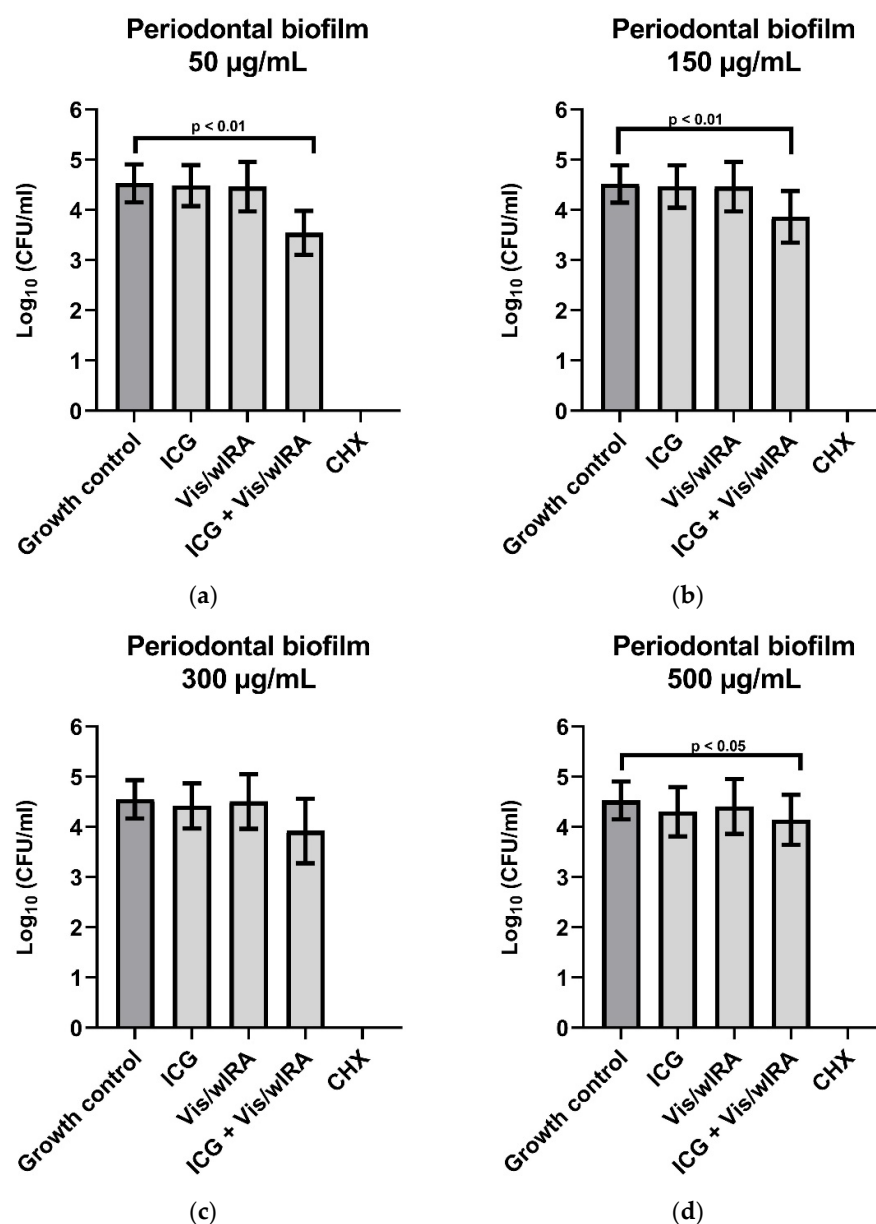 Periodontal biofilm
50 µg/mL
Log₁₀ (CFU/ml)
6
5
4
3
2
1
0
p < 0.01
Growth control
ICG
Vis/wIRA
ICG + Vis/wIRA
CHX
(a)
Periodontal biofilm
150 µg/mL
Log₁₀ (CFU/ml)
6
5
4
3
2
1
0
p < 0.01
Growth control
ICG
Vis/wIRA
ICG + Vis/wIRA
CHX
(b)
Periodontal biofilm
300 µg/mL
Log₁₀ (CFU/ml)
6
5
4
3
2
1
0
Growth control
ICG
Vis/wIRA
ICG + Vis/wIRA
CHX
(c)
Periodontal biofilm
500 µg/mL
Log₁₀ (CFU/ml)
6
5
4
3
2
1
0
p < 0.05
Growth control
ICG
Vis/wIRA
ICG + Vis/wIRA
CHX
(d)